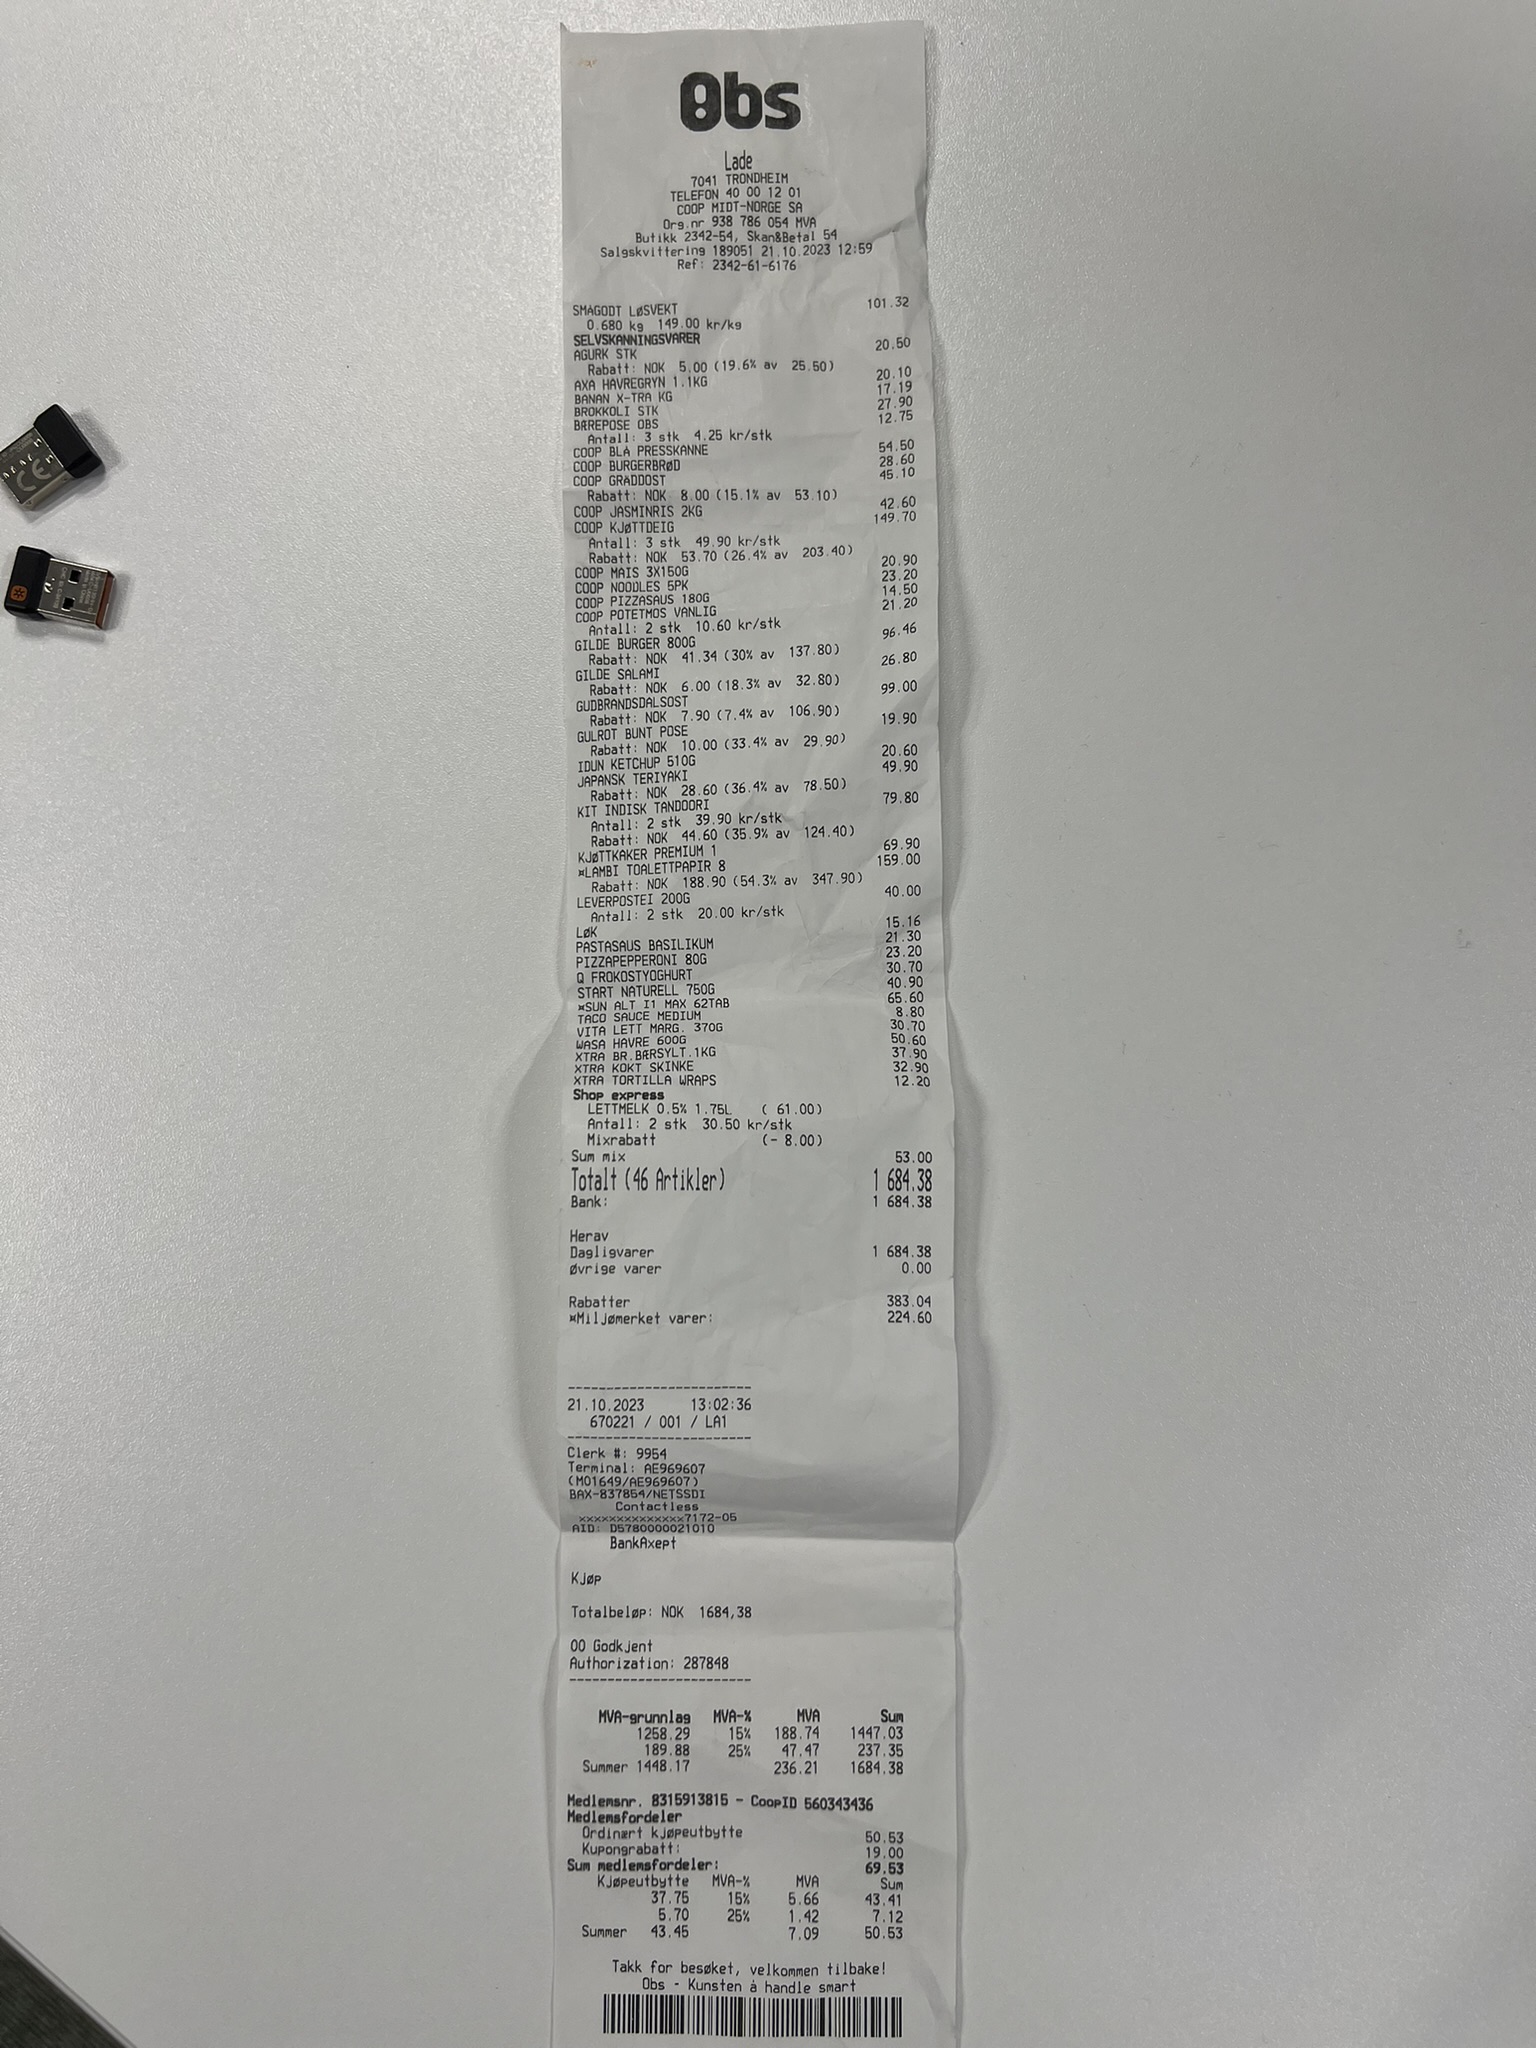 Obs
Lade
7041 TRONDHEIM
TELEFON 40 00 12 01
COOP MIDT-NORGE SA
Org.nr 938 786 054 MVA
Butikk 2342-54, Skan&Betal 54
Salgskvittering 189051 21.10.2023 12:59
Ref: 2342-61-6176
SMÅGODT LØSVEKT 101.32
0.680 kg 149.00 kr/kg
SELVSKANNINGSVARER
AGURK STK 20.50
Rabatt: NOK 5.00 (19.6% av 25.50)
AXA HAVREGRYN 1.1KG 20.10
BANAN X-TRA KG 17.19
BROKKOLI STK 27.90
BÆREPOSE OBS 12.75
Antall: 3 stk 4.25 kr/stk
COOP BLÅ PRESSKANNE 54.50
COOP BURGERBRØD 28.60
COOP GRÅDDOST 45.10
Rabatt: NOK 8.00 (15.1% av 53.10)
COOP JASMINRIS 2KG 42.60
COOP KJØTTDEIG 149.70
Antall: 3 stk 49.90 kr/stk
Rabatt: NOK 53.70 (26.4% av 203.40)
COOP MAIS 3X150G 20.90
COOP NOODLES 5PK 23.20
COOP PIZZASAUS 180G 14.50
COOP POTETMOS VANLIG 21.20
Antall: 2 stk 10.60 kr/stk
GILDE BURGER 800G 96.46
Rabatt: NOK 41.34 (30% av 137.80)
GILDE SALAMI 26.80
Rabatt: NOK 6.00 (18.3% av 32.80)
GUDBRANDSDALSOST 99.00
Rabatt: NOK 7.90 (7.4% av 106.90)
GULROT BUNT POSE 19.90
Rabatt: NOK 10.00 (33.4% av 29.90)
IDUN KETCHUP 510G 20.60
JAPANSK TERIYAKI 49.90
Rabatt: NOK 28.60 (36.4% av 78.50)
KIT INDISK TANDOORI 79.80
Antall: 2 stk 39.90 kr/stk
Rabatt: NOK 44.60 (35.9% av 124.40)
KJØTTKAKER PREMIUM 1 69.90
¤LAMBI TOALETTPAPIR 8 159.00
Rabatt: NOK 188.90 (54.3% av 347.90)
LEVERPOSTEI 200G 40.00
Antall: 2 stk 20.00 kr/stk
LØK 15.16
PASTASAUS BASILIKUM 21.30
PIZZAPEPPERONI 80G 23.20
Q FROKOSTYOGHURT 30.70
START NATURELL 750G 40.90
¤SUN ALT I1 MAX 62TAB 65.60
TACO SAUCE MEDIUM 8.80
VITA LETT MARG. 370G 30.70
WASA HAVRE 600G 50.60
XTRA BR.BÆRSYLT.1KG 37.90
XTRA KOKT SKINKE 32.90
XTRA TORTILLA WRAPS 12.20
Shop express
LETTMELK 0.5% 1.75L ( 61.00)
Antall: 2 stk 30.50 kr/stk
Mixrabatt (- 8.00)
Sum mix 53.00
Totalt (46 Artikler) 1 684.38
Bank: 1 684.38
Herav
Dagligvarer 1 684.38
Øvrige varer 0.00
Rabatter 383.04
¤Miljømerket varer: 224.60
------------------------
21.10.2023 13:02:36
670221 / 001 / LA1
------------------------
Clerk #: 9954
Terminal: AE969607
(M01649/AE969607)
BAX-837854/NETSSDI
Contactless
xxxxxxxxxxxxxx7172-05
AID: D5780000021010
BankAxept
Kjøp
Totalbeløp: NOK 1684,38
00 Godkjent
Authorization: 287848
------------------------
MVA-grunnlag MVA-% MVA Sum
1258.29 15% 188.74 1447.03
189.88 25% 47.47 237.35
Summer 1448.17 236.21 1684.38
Medlemsnr. 8315913815 - CoopID 560343436
Medlemsfordeler
Ordinært kjøpeutbytte 50.53
Kupongrabatt: 19.00
Sum medlemsfordeler: 69.53
Kjøpeutbytte MVA-% MVA Sum
37.75 15% 5.66 43.41
5.70 25% 1.42 7.12
Summer 43.45 7.09 50.53
Takk for besøket, velkommen tilbake!
Obs - Kunsten å handle smart
CE